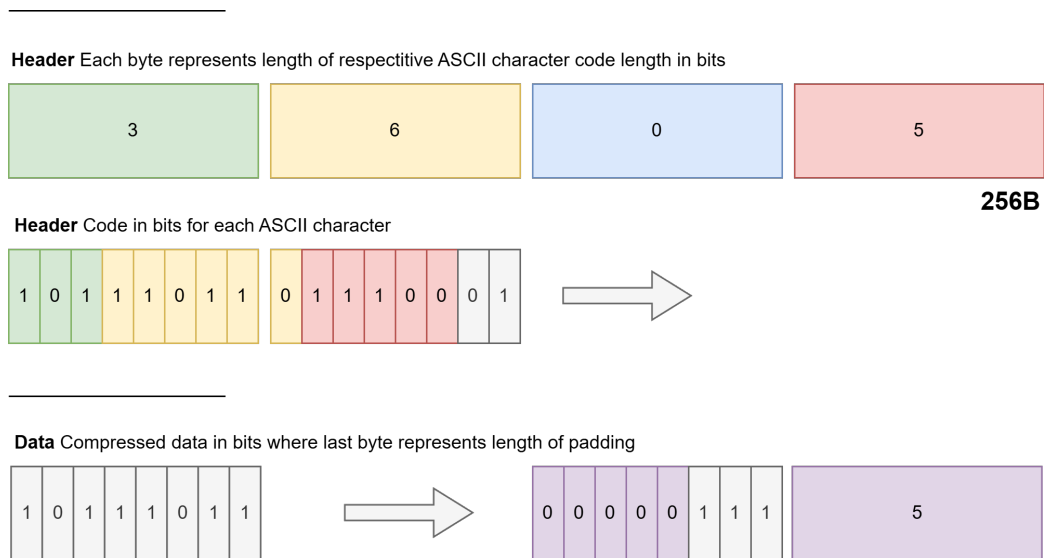 Header Each byte represents length of respectitive ASCII character code length in bits
3 6 0 5
256B
Header Code in bits for each ASCII character
1 0 1 1 1 0 1 1 0 1 1 1 0 0 0 1
Data Compressed data in bits where last byte represents length of padding
1 0 1 1 1 0 1 1 0 0 0 0 0 1 1 1 5